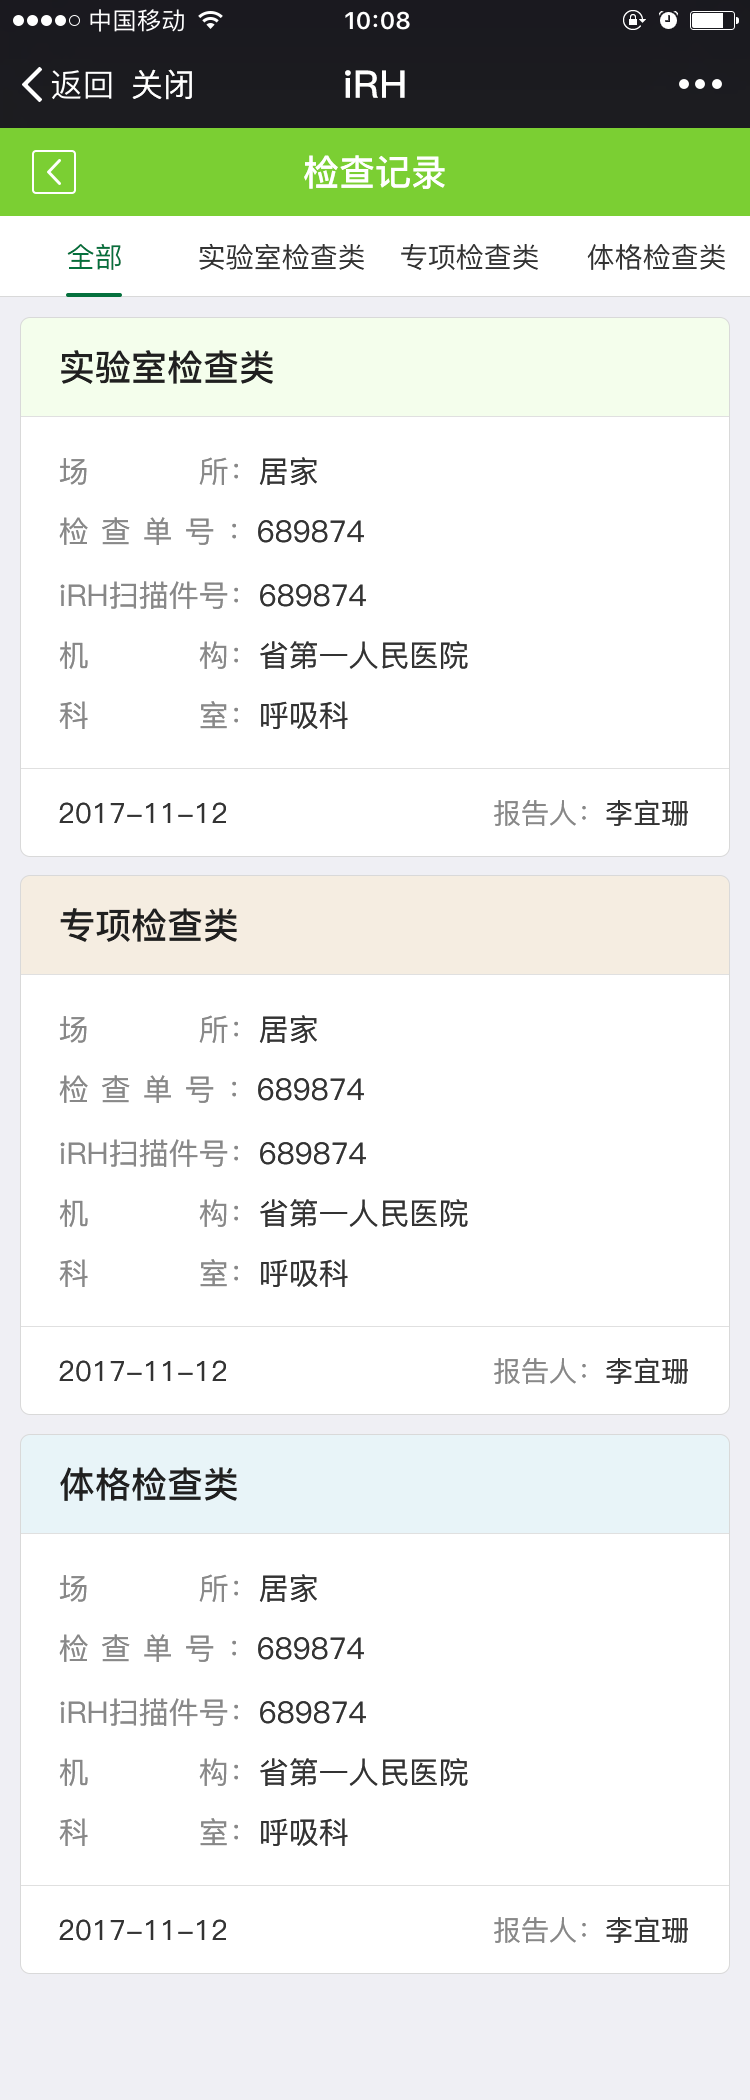 中国移动 10:08
返回 关闭 iRH
检查记录
全部 实验室检查类 专项检查类 体格检查类
实验室检查类
场所：居家
检查单号：689874
iRH扫描件号：689874
机构：省第一人民医院
科室：呼吸科
2017-11-12 报告人：李宜珊
专项检查类
场所：居家
检查单号：689874
iRH扫描件号：689874
机构：省第一人民医院
科室：呼吸科
2017-11-12 报告人：李宜珊
体格检查类
场所：居家
检查单号：689874
iRH扫描件号：689874
机构：省第一人民医院
科室：呼吸科
2017-11-12 报告人：李宜珊